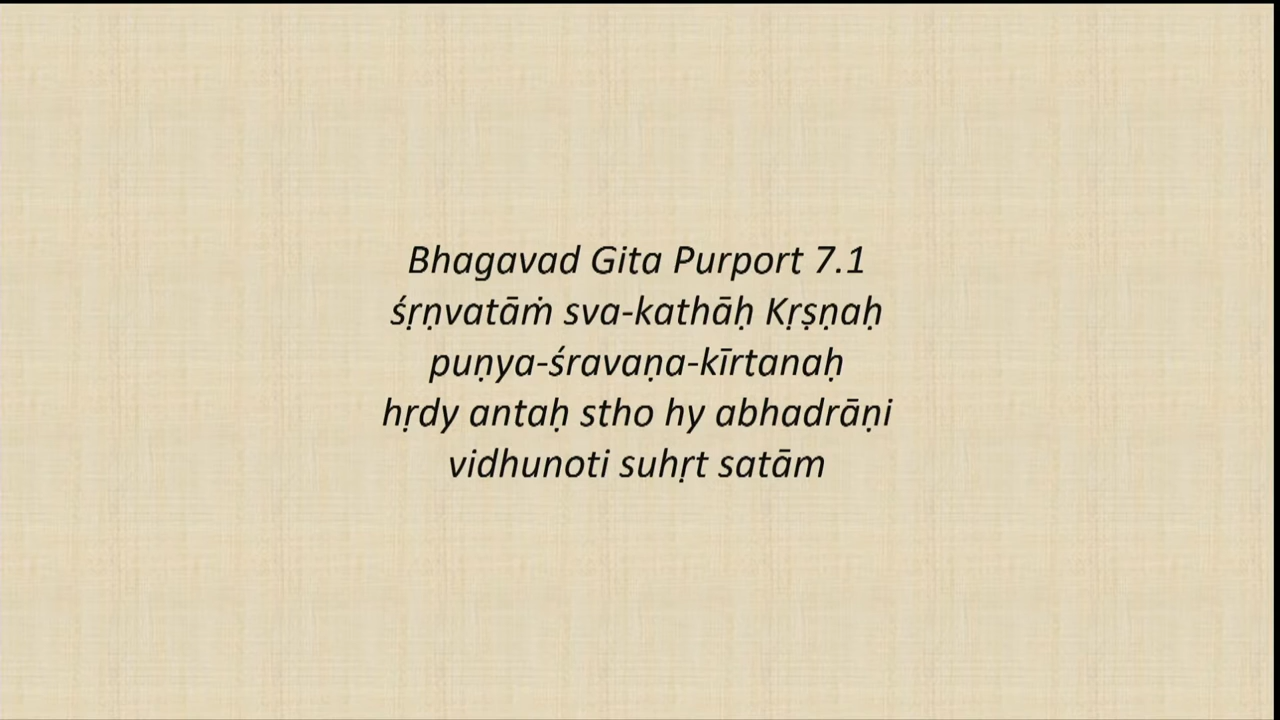 Bhagavad Gita Purport 7.1
śṛṇvatāṁ sva-kathāḥ Kṛṣṇaḥ
puṇya-śravaṇa-kīrtanaḥ
hṛdy antaḥ stho hy abhadrāṇi
vidhunoti suhṛt satām